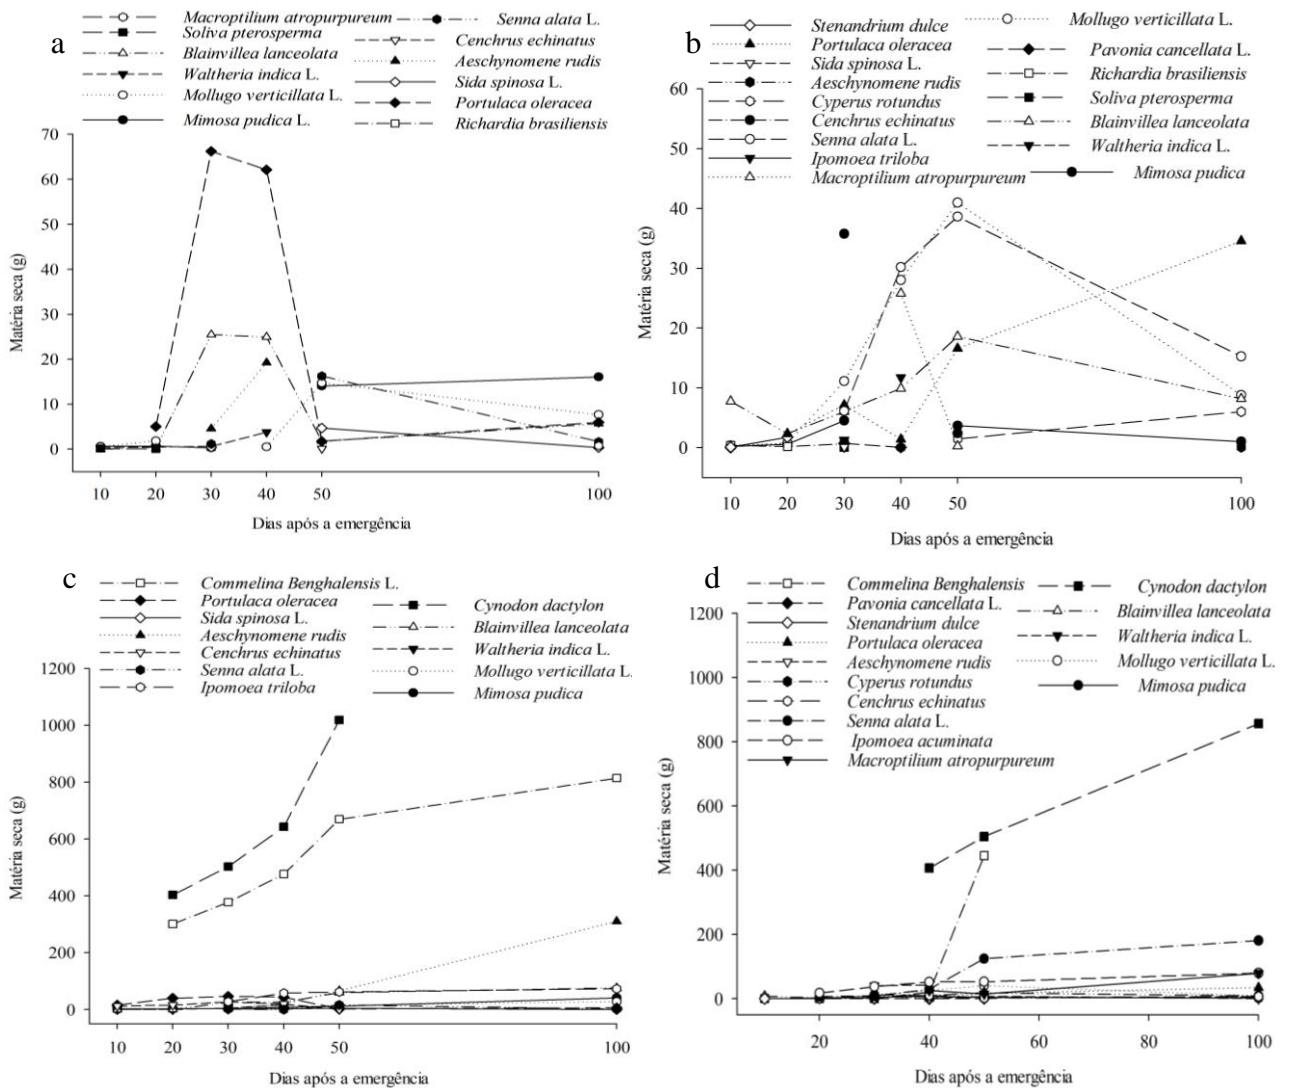 a
Macroptilium atropurpureum
Soliva pterosperma
Blainvillea lanceolata
Waltheria indica L.
Mollugo verticillata L.
Mimosa pudica L.
Senna alata L.
Cenchrus echinatus
Aeschynomene rudis
Sida spinosa L.
Portulaca oleracea
Richardia brasiliensis
70
60
50
40
30
20
10
0
Matéria seca (g)
10 20 30 40 50 100
Dias após a emergência
b
Stenandrium dulce
Portulaca oleracea
Sida spinosa L.
Aeschynomene rudis
Cyperus rotundus
Cenchrus echinatus
Senna alata L.
Ipomoea triloba
Macroptilium atropurpureum
Mollugo verticillata L.
Pavonia cancellata L.
Richardia brasiliensis
Soliva pterosperma
Blainvillea lanceolata
Waltheria indica L.
Mimosa pudica
60
50
40
30
20
10
0
Matéria seca (g)
10 20 30 40 50 100
Dias após a emergência
c
Commelina Benghalensis L.
Portulaca oleracea
Sida spinosa L.
Aeschynomene rudis
Cenchrus echinatus
Senna alata L.
Ipomoea triloba
Cynodon dactylon
Blainvillea lanceolata
Waltheria indica L.
Mollugo verticillata L.
Mimosa pudica
1200
1000
800
600
400
200
0
Matéria seca (g)
10 20 30 40 50 100
Dias após a emergência
d
Commelina Benghalensis
Pavonia cancellata L.
Stenandrium dulce
Portulaca oleracea
Aeschynomene rudis
Cyperus rotundus
Cenchrus echinatus
Senna alata L.
Ipomoea acuminata
Macroptilium atropurpureum
Cynodon dactylon
Blainvillea lanceolata
Waltheria indica L.
Mollugo verticillata L.
Mimosa pudica
1200
1000
800
600
400
200
0
Matéria seca (g)
20 40 60 80 100
Dias após a emergência